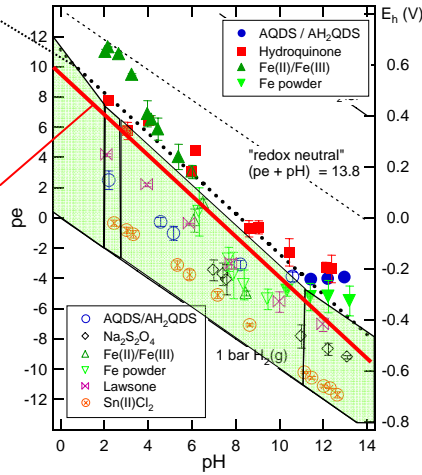 E_h (V)
12
10
8
6
4
2
0
-2
-4
-6
-8
-10
-12
pe
0.6
0.4
0.2
0.0
-0.2
-0.4
-0.6
-0.8
AQDS / AH₂QDS
Hydroquinone
Fe(II)/Fe(III)
Fe powder
"redox neutral"
(pe + pH) = 13.8
AQDS/AH₂QDS
Na₂S₂O₄
Fe(II)/Fe(III)
Fe powder
Lawsone
Sn(II)Cl₂
1 bar H₂(g)
0 2 4 6 8 10 12 14
pH